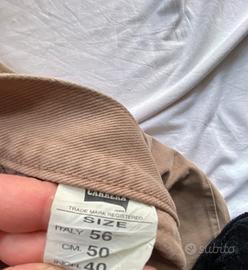 CARRERA
TRADE MARK REGISTERED
SIZE
ITALY 56
CM. 50
INCH 40
subito